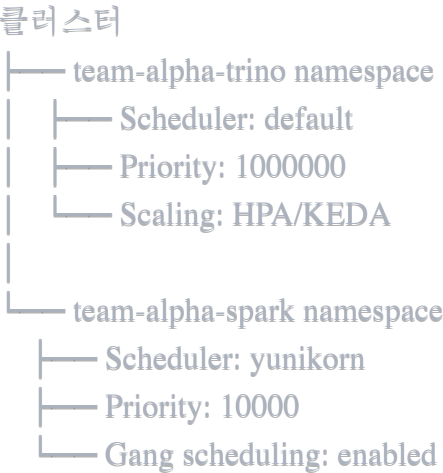 클러스터
├── team-alpha-trino namespace
│   ├── Scheduler: default
│   ├── Priority: 1000000
│   └── Scaling: HPA/KEDA
│
└── team-alpha-spark namespace
    ├── Scheduler: yunikorn
    ├── Priority: 10000
    └── Gang scheduling: enabled